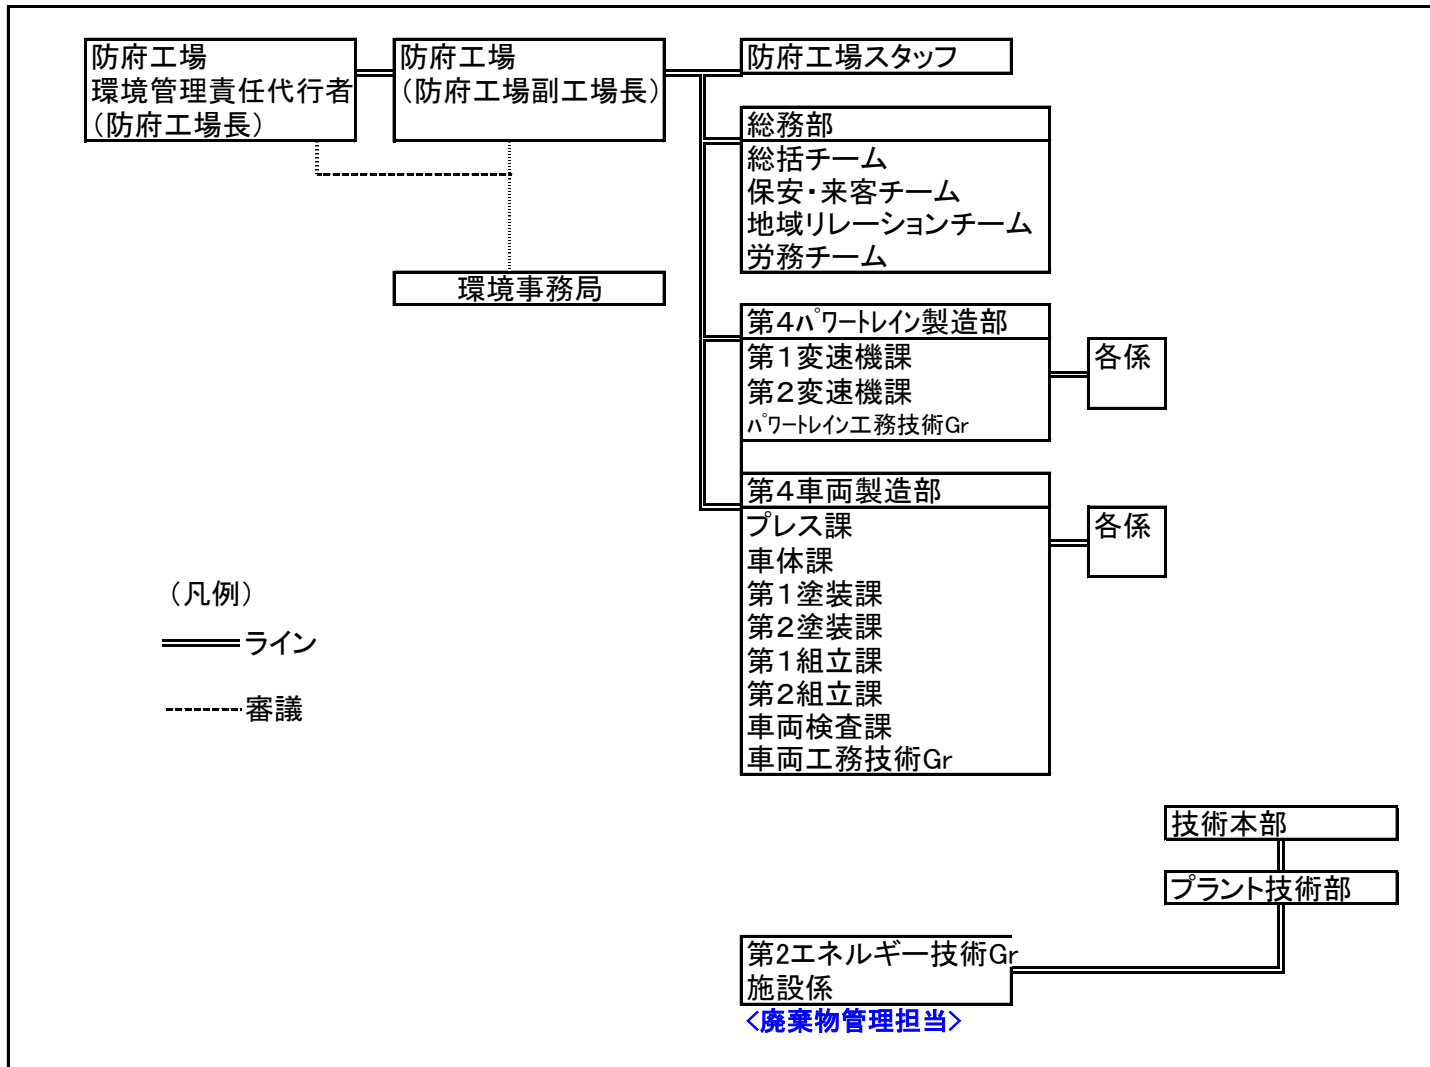 防府工場
環境管理責任代行者
(防府工場長)
防府工場
(防府工場副工場長)
防府工場スタッフ
総務部
総括チーム
保安・来客チーム
地域リレーションチーム
労務チーム
環境事務局
第4パワートレイン製造部
第1変速機課
第2変速機課
パワートレイン工務技術Gr
各係
第4車両製造部
プレス課
車体課
第1塗装課
第2塗装課
第1組立課
第2組立課
車両検査課
車両工務技術Gr
各係
(凡例)
ライン
審議
技術本部
プラント技術部
第2エネルギー技術Gr
施設係
<廃棄物管理担当>